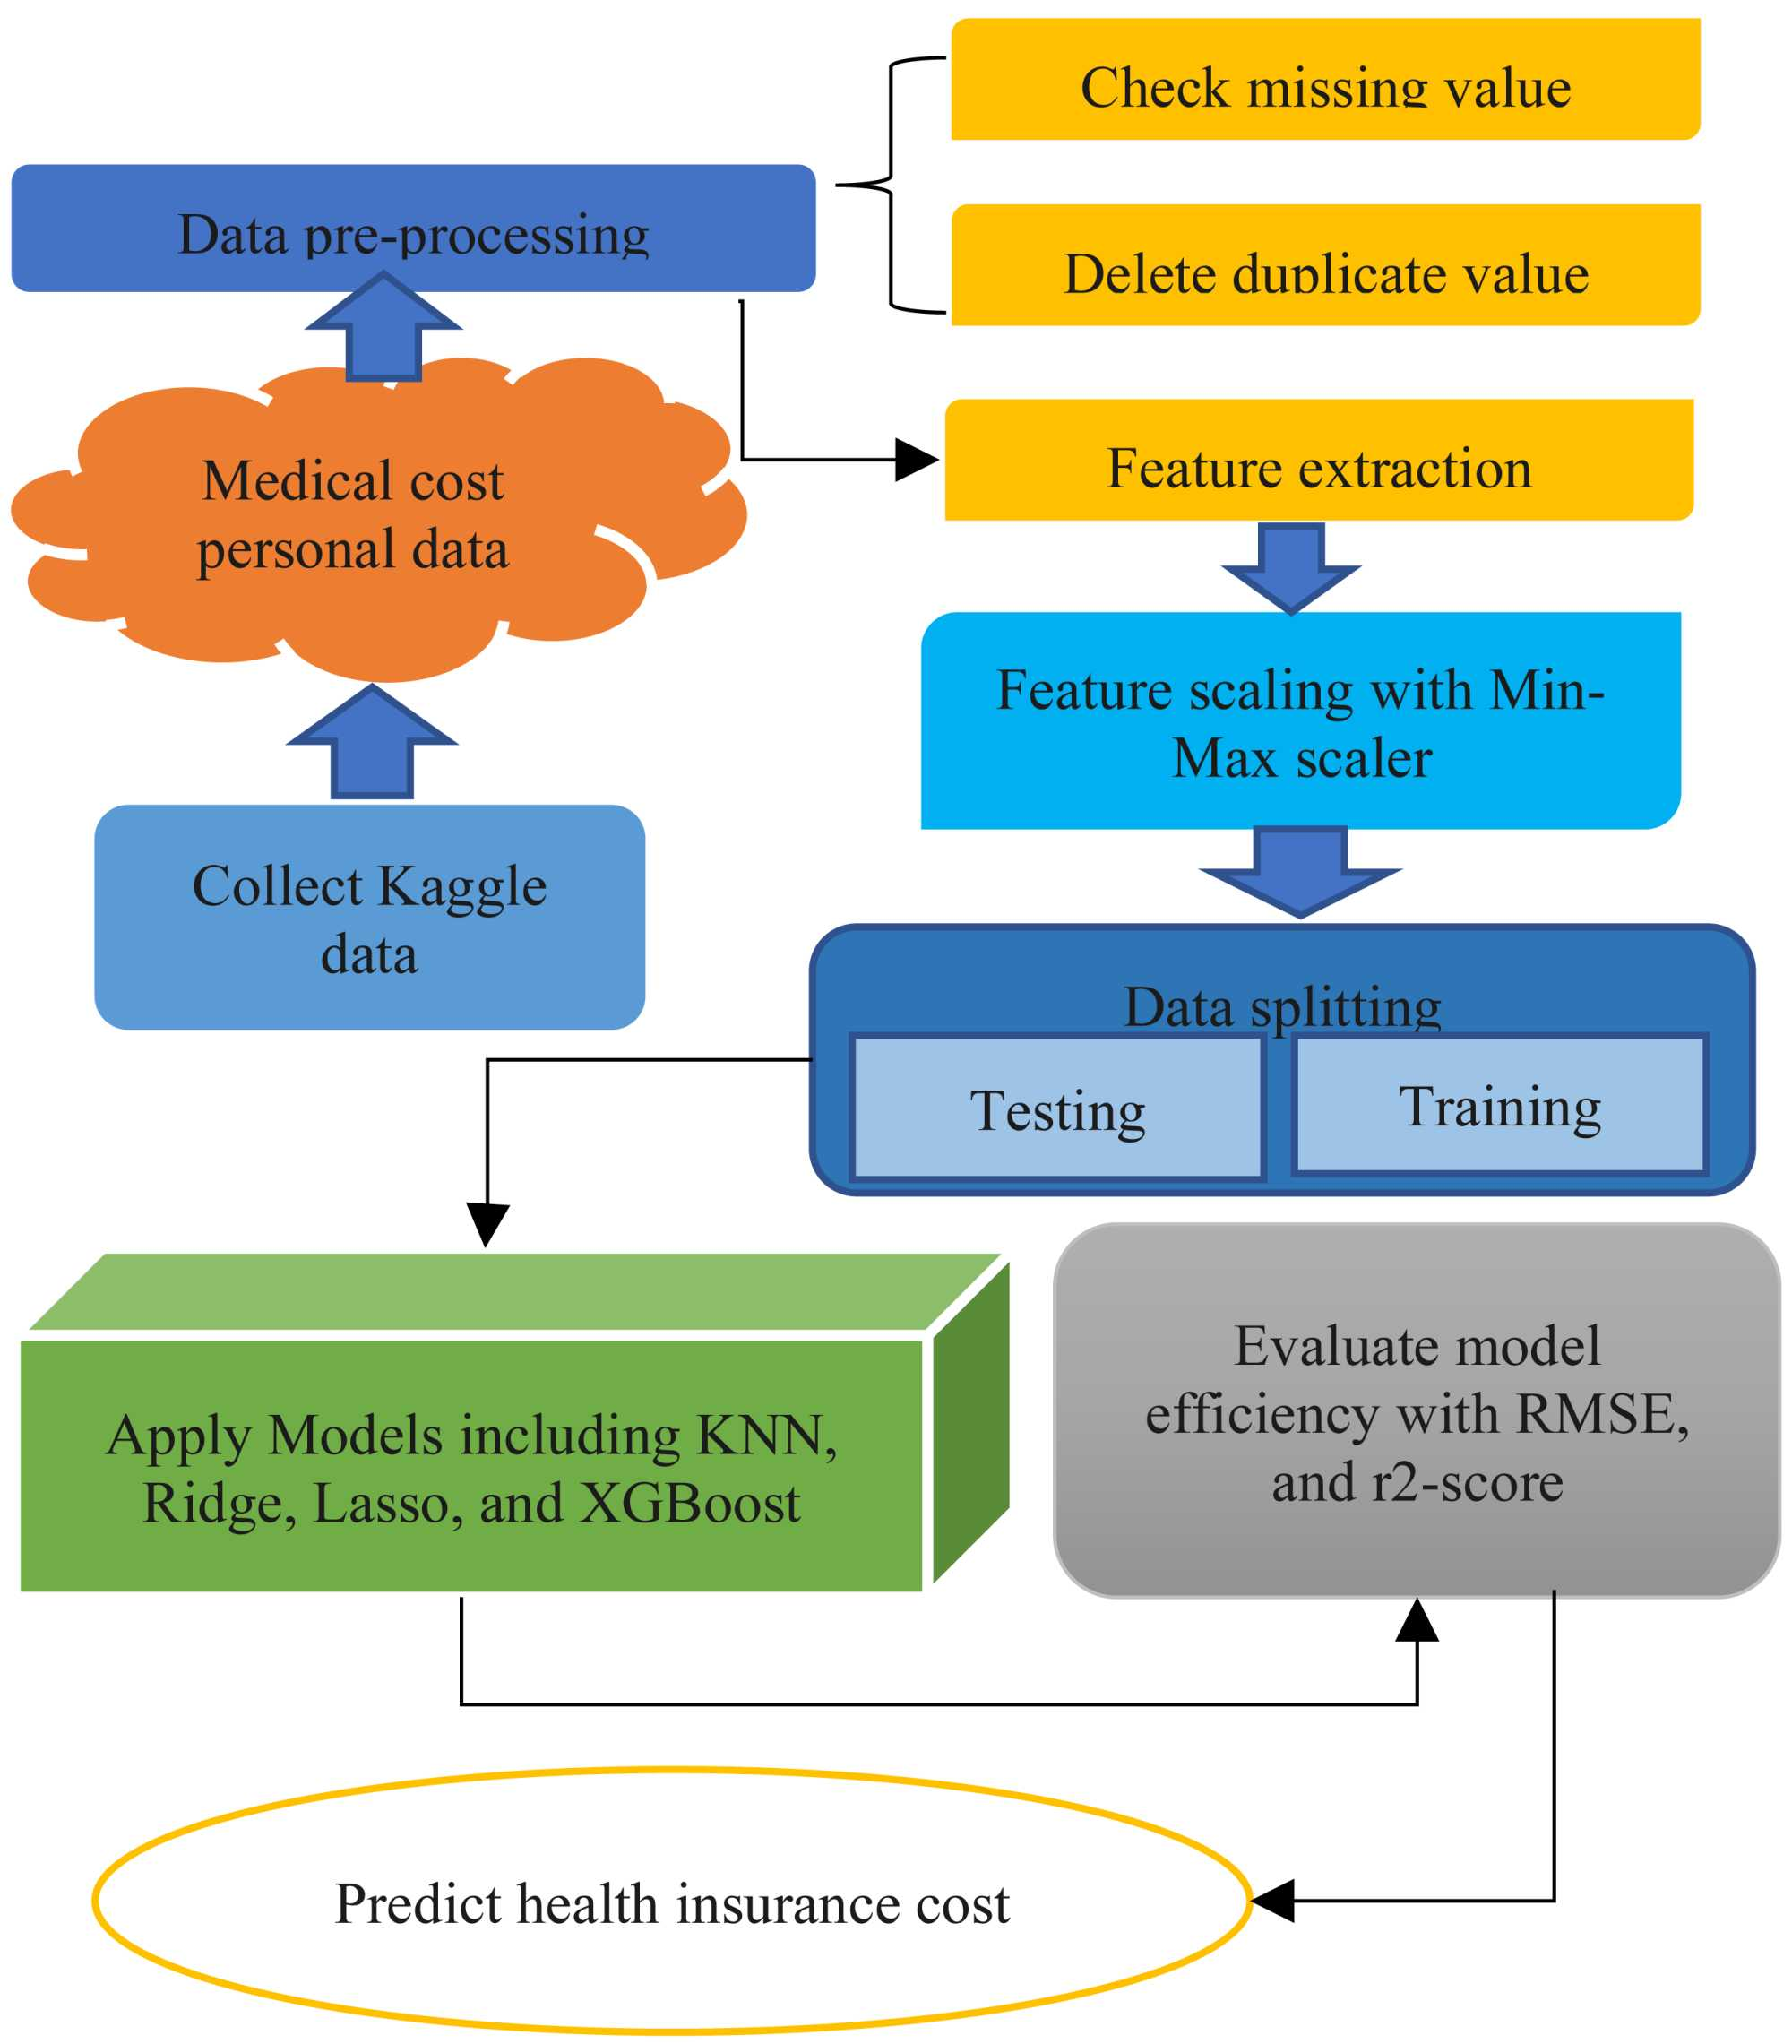 Check missing value
Data pre-processing
Delete duplicate value
Medical cost
personal data
Feature extraction
Feature scaling with Min-
Max scaler
Collect Kaggle
data
Data splitting
Testing
Training
Apply Models including KNN,
Ridge, Lasso, and XGBoost
Evaluate model
efficiency with RMSE,
and r2-score
Predict health insurance cost